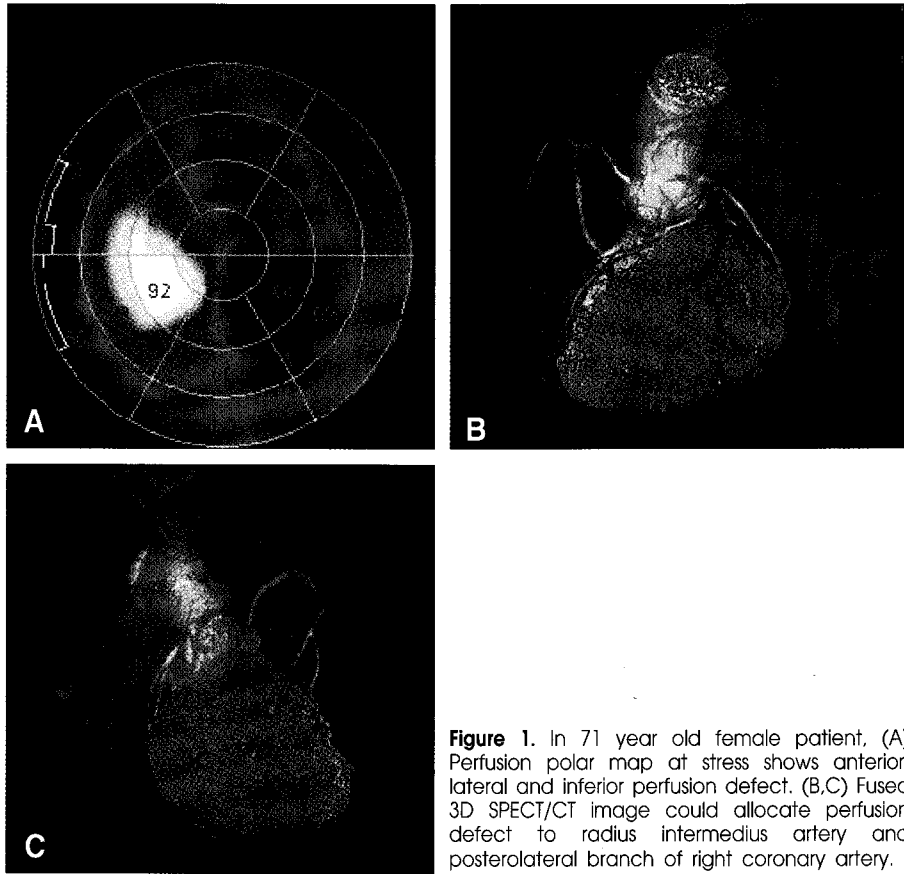 92
A
B
C
Figure 1. In 71 year old female patient, (A)
Perfusion polar map at stress shows anterior
lateral and inferior perfusion defect. (B,C) Fused
3D SPECT/CT image could allocate perfusion
defect to radius intermedius artery and
posterolateral branch of right coronary artery.